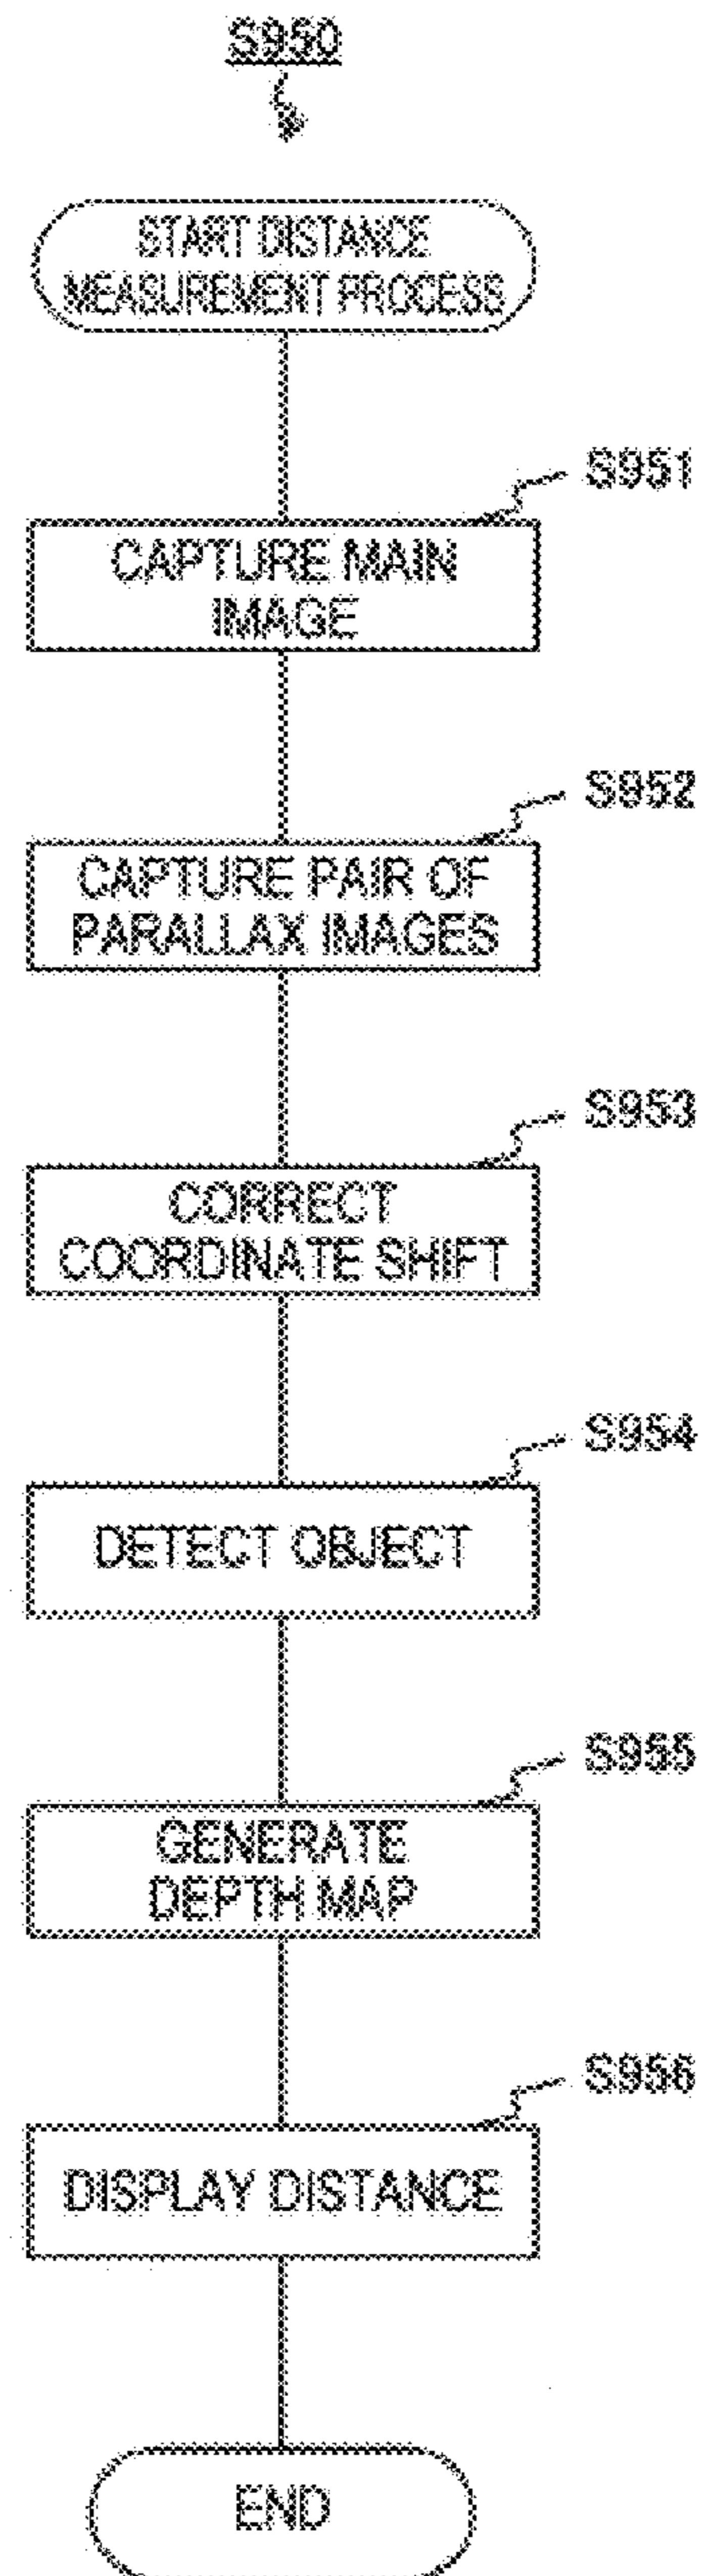 S950
START DISTANCE
MEASUREMENT PROCESS
S951
CAPTURE MAIN
IMAGE
S952
CAPTURE PAIR OF
PARALLAX IMAGES
S953
CORRECT
COORDINATE SHIFT
S954
DETECT OBJECT
S955
GENERATE
DEPTH MAP
S956
DISPLAY DISTANCE
END